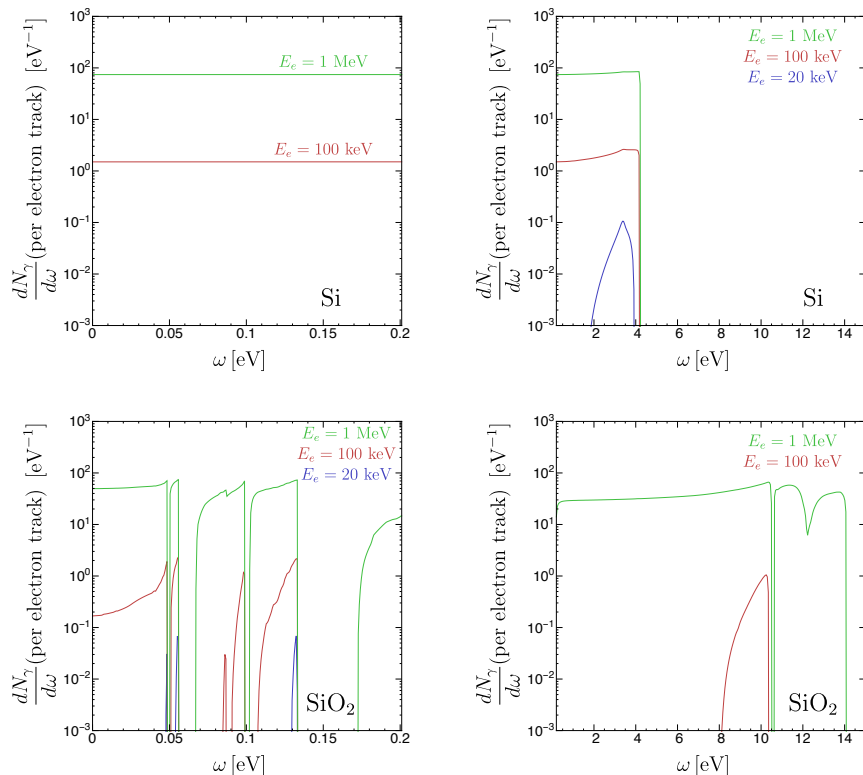 dNγ/dω (per electron track) [eV⁻¹]
10³
10²
10¹
10⁰
10⁻¹
10⁻²
10⁻³
E_e = 1 MeV
E_e = 100 keV
Si
0 0.05 0.1 0.15 0.2
ω [eV]
dNγ/dω (per electron track) [eV⁻¹]
10³
10²
10¹
10⁰
10⁻¹
10⁻²
10⁻³
E_e = 1 MeV
E_e = 100 keV
E_e = 20 keV
Si
2 4 6 8 10 12 14
ω [eV]
dNγ/dω (per electron track) [eV⁻¹]
10³
10²
10¹
10⁰
10⁻¹
10⁻²
10⁻³
E_e = 1 MeV
E_e = 100 keV
E_e = 20 keV
SiO₂
0 0.05 0.1 0.15 0.2
ω [eV]
dNγ/dω (per electron track) [eV⁻¹]
10³
10²
10¹
10⁰
10⁻¹
10⁻²
10⁻³
E_e = 1 MeV
E_e = 100 keV
SiO₂
2 4 6 8 10 12 14
ω [eV]